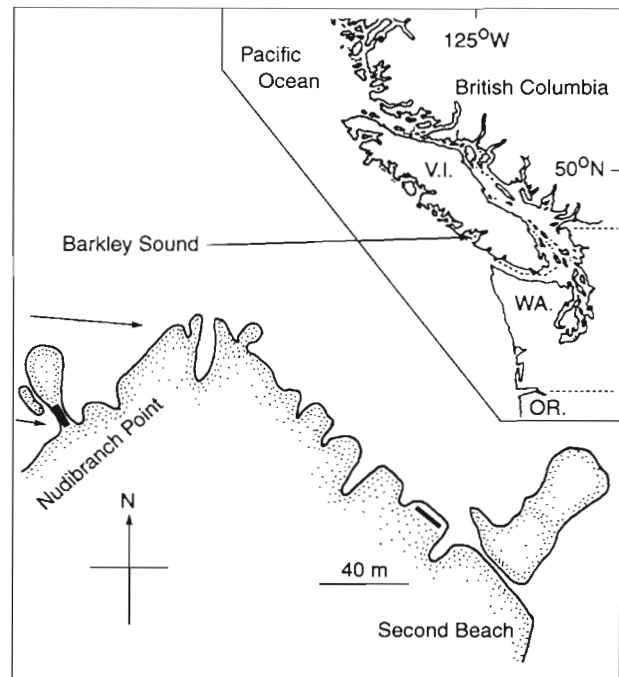 125°W
Pacific
Ocean
British Columbia
V.I.
50°N
Barkley Sound
WA.
OR.
Nudibranch Point
N
40 m
Second Beach